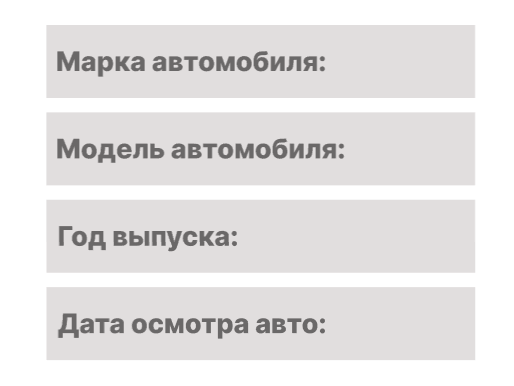 Марка автомобиля:
Модель автомобиля:
Год выпуска:
Дата осмотра авто: